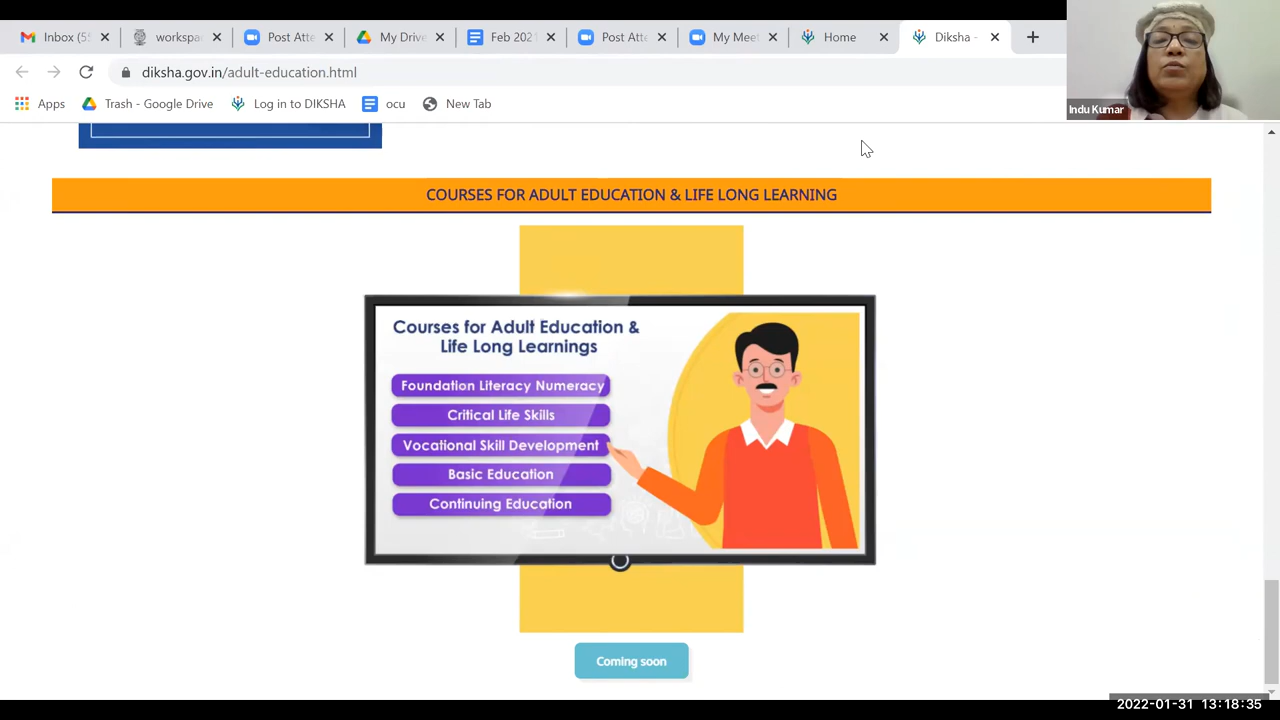 Inbox (5
workspa
Post Atte
My Drive
Feb 2021
Post Atte
My Meet
Home
Diksha -
diksha.gov.in/adult-education.html
Apps
Trash - Google Drive
Log in to DIKSHA
ocu
New Tab
Indu Kumar
COURSES FOR ADULT EDUCATION & LIFE LONG LEARNING
Courses for Adult Education &
Life Long Learnings
Foundation Literacy Numeracy
Critical Life Skills
Vocational Skill Development
Basic Education
Continuing Education
Coming soon
2022-01-31 13:18:35